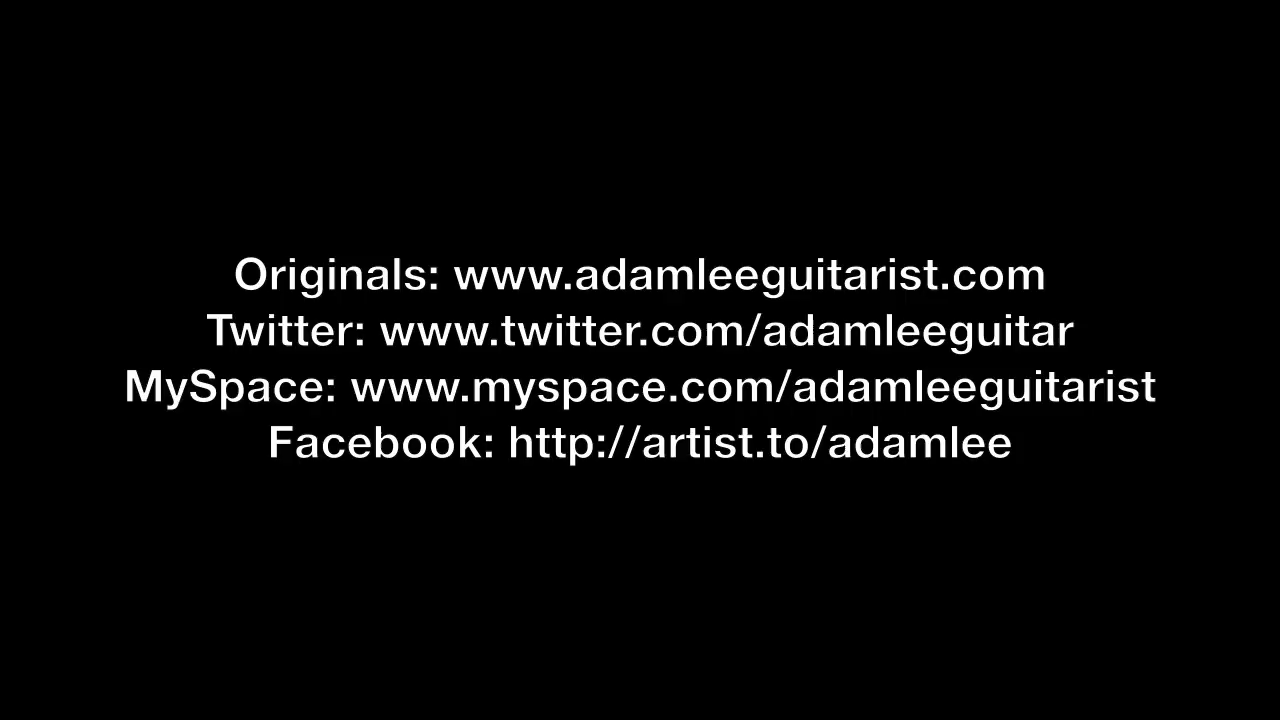 Originals: www.adamleeguitarist.com
Twitter: www.twitter.com/adamleeguitar
MySpace: www.myspace.com/adamleeguitarist
Facebook: http://artist.to/adamlee